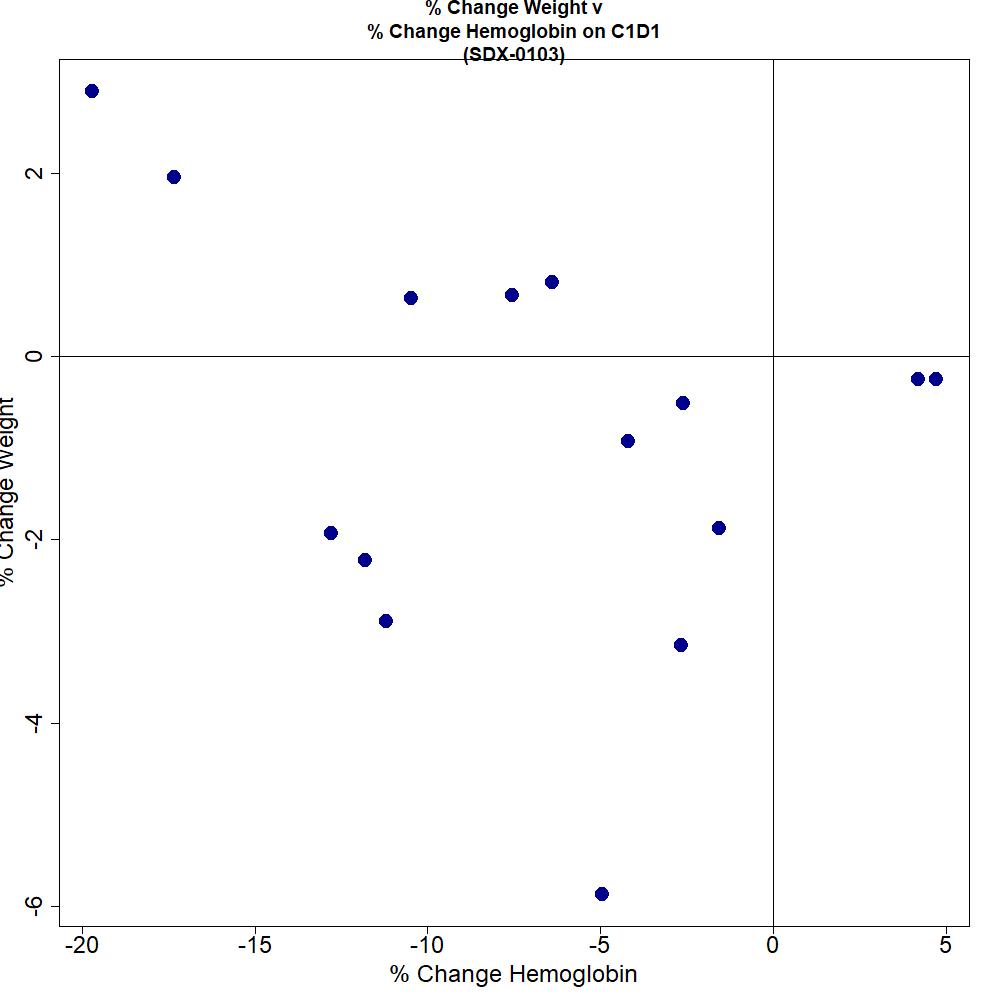 % Change Weight v
% Change Hemoglobin on C1D1
(SDX-0103)
2
0
-2
-4
-6
% Change Weight
-20 -15 -10 -5 0 5
% Change Hemoglobin